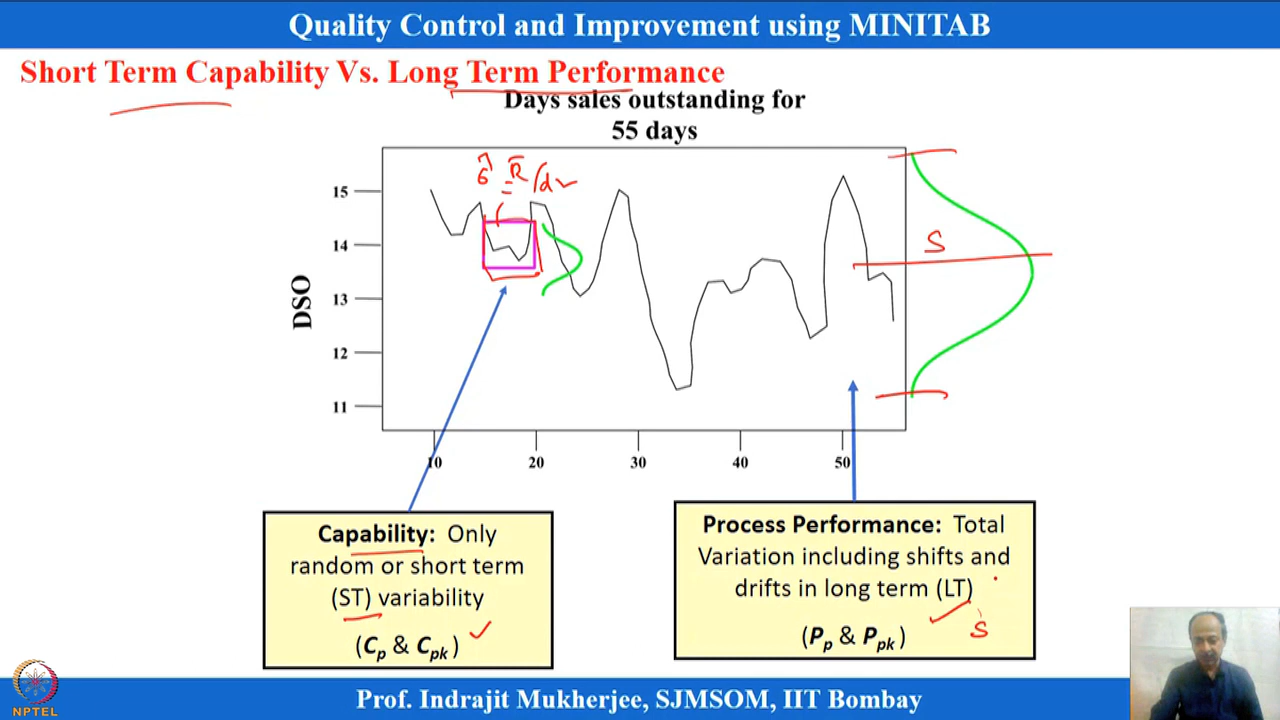 Quality Control and Improvement using MINITAB
Short Term Capability Vs. Long Term Performance
Days sales outstanding for
55 days
σ̂ = R̄/d₂
S
DSO
15
14
13
12
11
10 20 30 40 50
Capability: Only
random or short term
(ST) variability
(Cp & Cpk)
Process Performance: Total
Variation including shifts and
drifts in long term (LT)
(Pp & Ppk)
S
NPTEL
Prof. Indrajit Mukherjee, SJMSOM, IIT Bombay